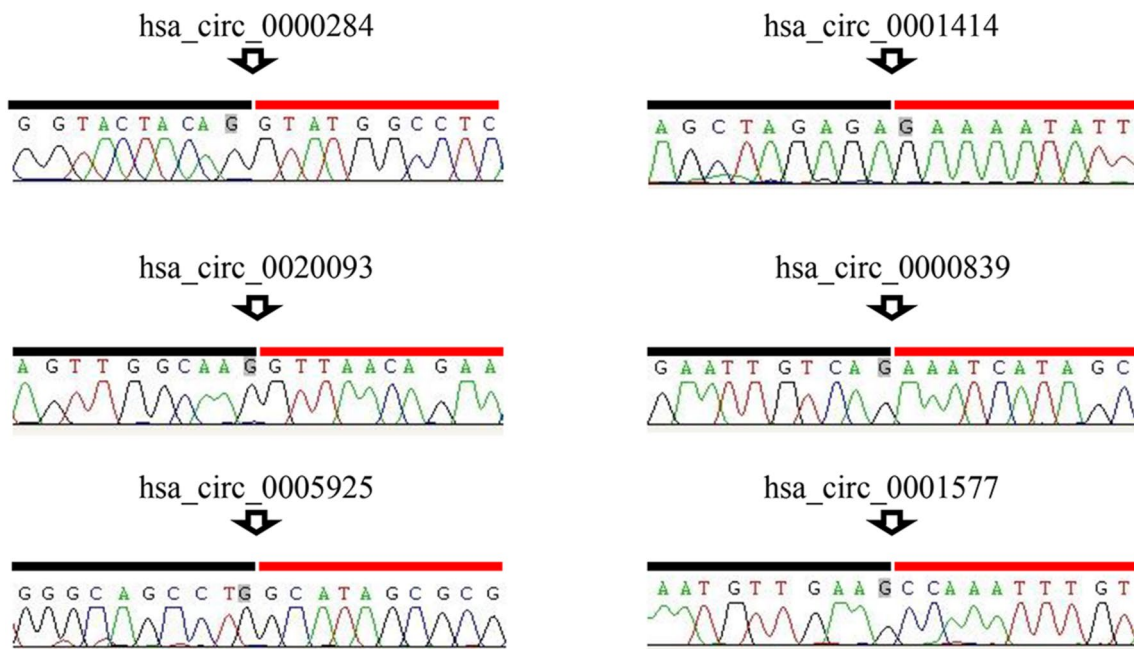 hsa_circ_0000284
G G T A C T A C A G G T A T G G C C T C
hsa_circ_0001414
A G C T A G A G A G A A A A T A T T
hsa_circ_0020093
A G T T G G C A A G G T T A A C A G A A
hsa_circ_0000839
G A A T T G T C A G A A A T C A T A G C
hsa_circ_0005925
G G G C A G C C T G G C A T A G C G C G
hsa_circ_0001577
A A T G T T G A A G C C A A A T T T G T